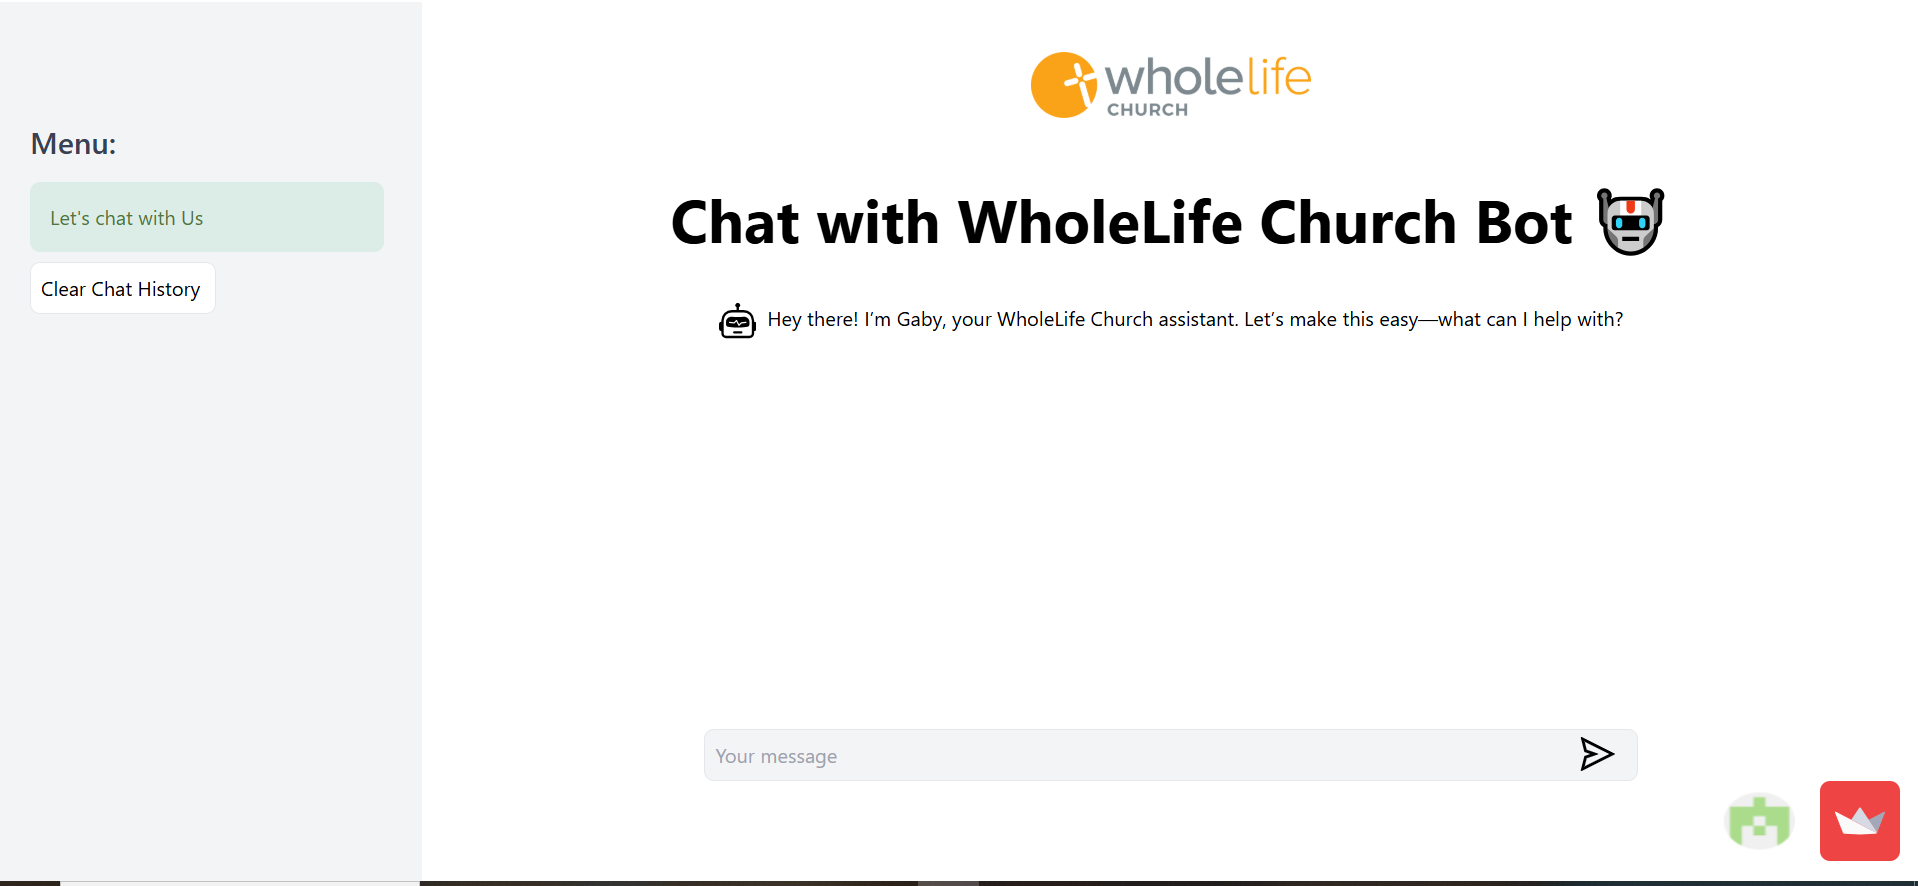 Menu:
Let's chat with Us
Clear Chat History
wholelife
CHURCH
Chat with WholeLife Church Bot
Hey there! I’m Gaby, your WholeLife Church assistant. Let’s make this easy—what can I help with?
Your message